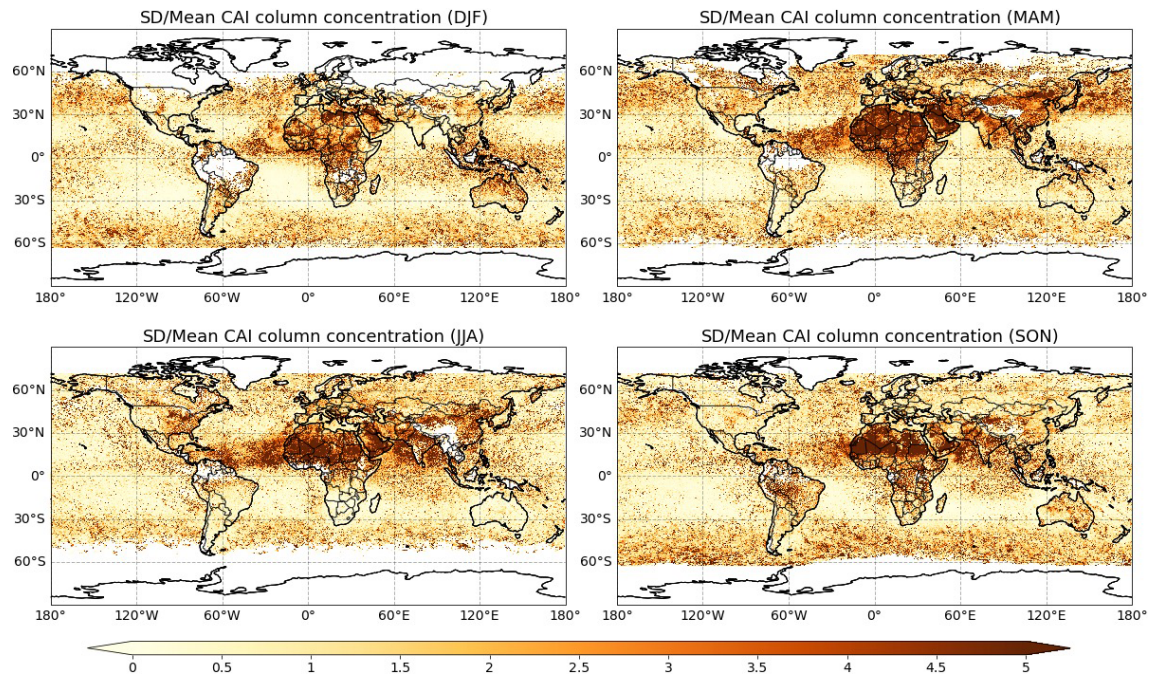 SD/Mean CAI column concentration (DJF)
SD/Mean CAI column concentration (MAM)
60°N
30°N
0°
30°S
60°S
180° 120°W 60°W 0° 60°E 120°E 180°
60°N
30°N
0°
30°S
60°S
180° 120°W 60°W 0° 60°E 120°E 180°
SD/Mean CAI column concentration (JJA)
SD/Mean CAI column concentration (SON)
60°N
30°N
0°
30°S
60°S
180° 120°W 60°W 0° 60°E 120°E 180°
60°N
30°N
0°
30°S
60°S
180° 120°W 60°W 0° 60°E 120°E 180°
0 0.5 1 1.5 2 2.5 3 3.5 4 4.5 5